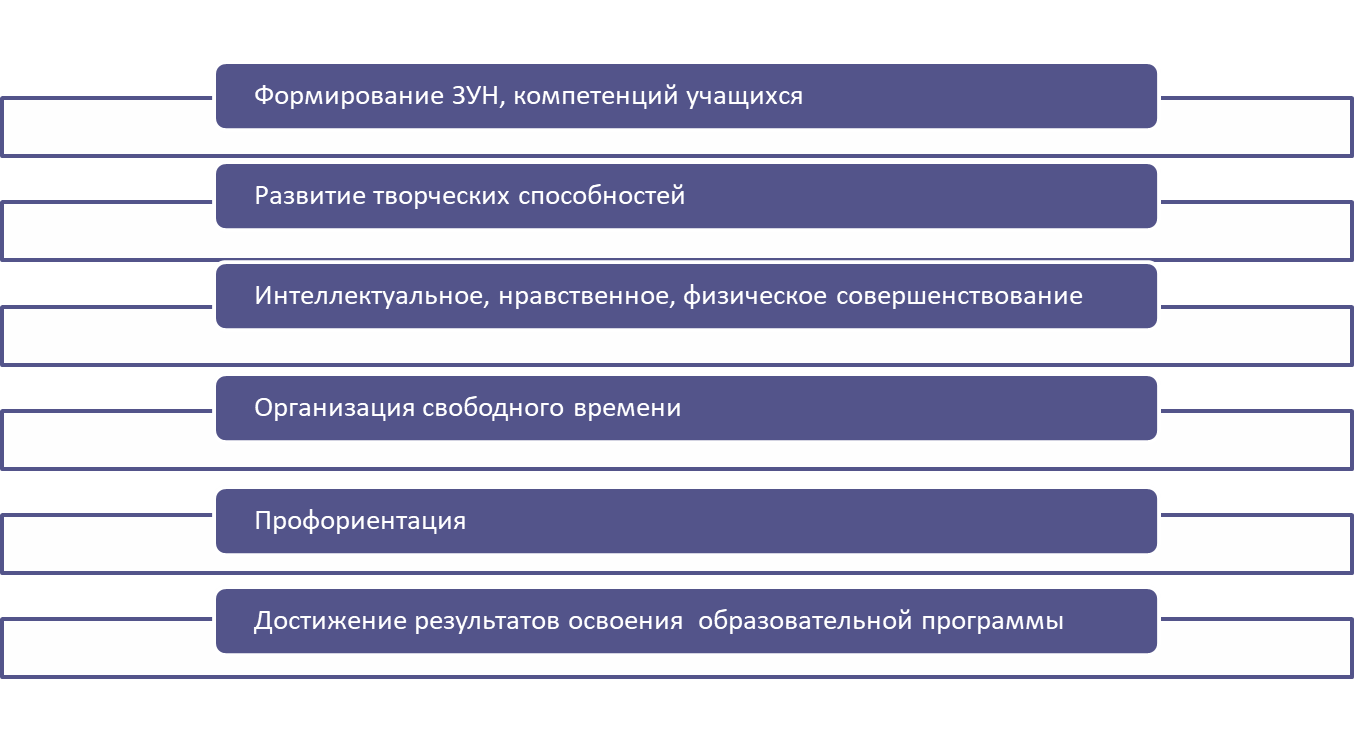 Формирование ЗУН, компетенций учащихся
Развитие творческих способностей
Интеллектуальное, нравственное, физическое совершенствование
Организация свободного времени
Профориентация
Достижение результатов освоения  образовательной программы